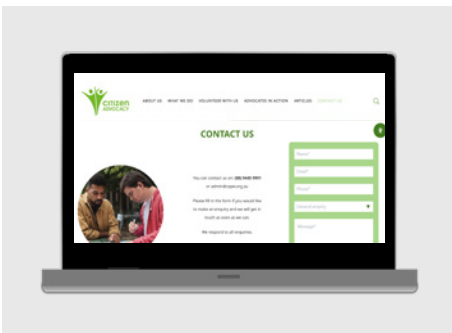 citizen
ADVOCACY
ABOUT US WHAT WE DO VOLUNTEER WITH US ADVOCATES IN ACTION ARTICLES CONTACT US
CONTACT US
You can contact us on:
Please fill in the form if you would like
to make an enquiry and we will get in
touch as soon as we can.
We respond to all enquiries.
Name*
Email*
Phone*
Message*